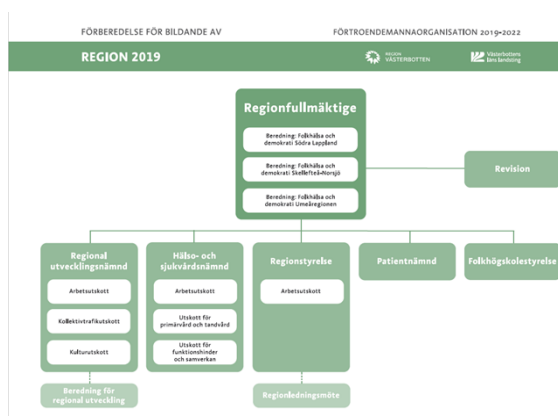 FÖRBEREDELSE FÖR BILDANDE AV
FÖRTROENDEMANNAORGANISATION 2019-2022
REGION 2019
REGION
VÄSTERBOTTEN
Västerbottens
läns landsting
Regionfullmäktige
Beredning: Folkhälsa och
demokrati Södra Lappland
Beredning: Folkhälsa och
demokrati Skellefteå-Norsjö
Beredning: Folkhälsa och
demokrati Umeåregionen
Revision
Regional
utvecklingsnämnd
Arbetsutskott
Kollektivtrafikutskott
Kulturutskott
Beredning för
regional utveckling
Hälso- och
sjukvårdsnämnd
Arbetsutskott
Utskott för
primärvård och tandvård
Utskott för
funktionshinder
och samverkan
Regionstyrelse
Arbetsutskott
Regionledningsmöte
Patientnämnd
Folkhögskolestyrelse